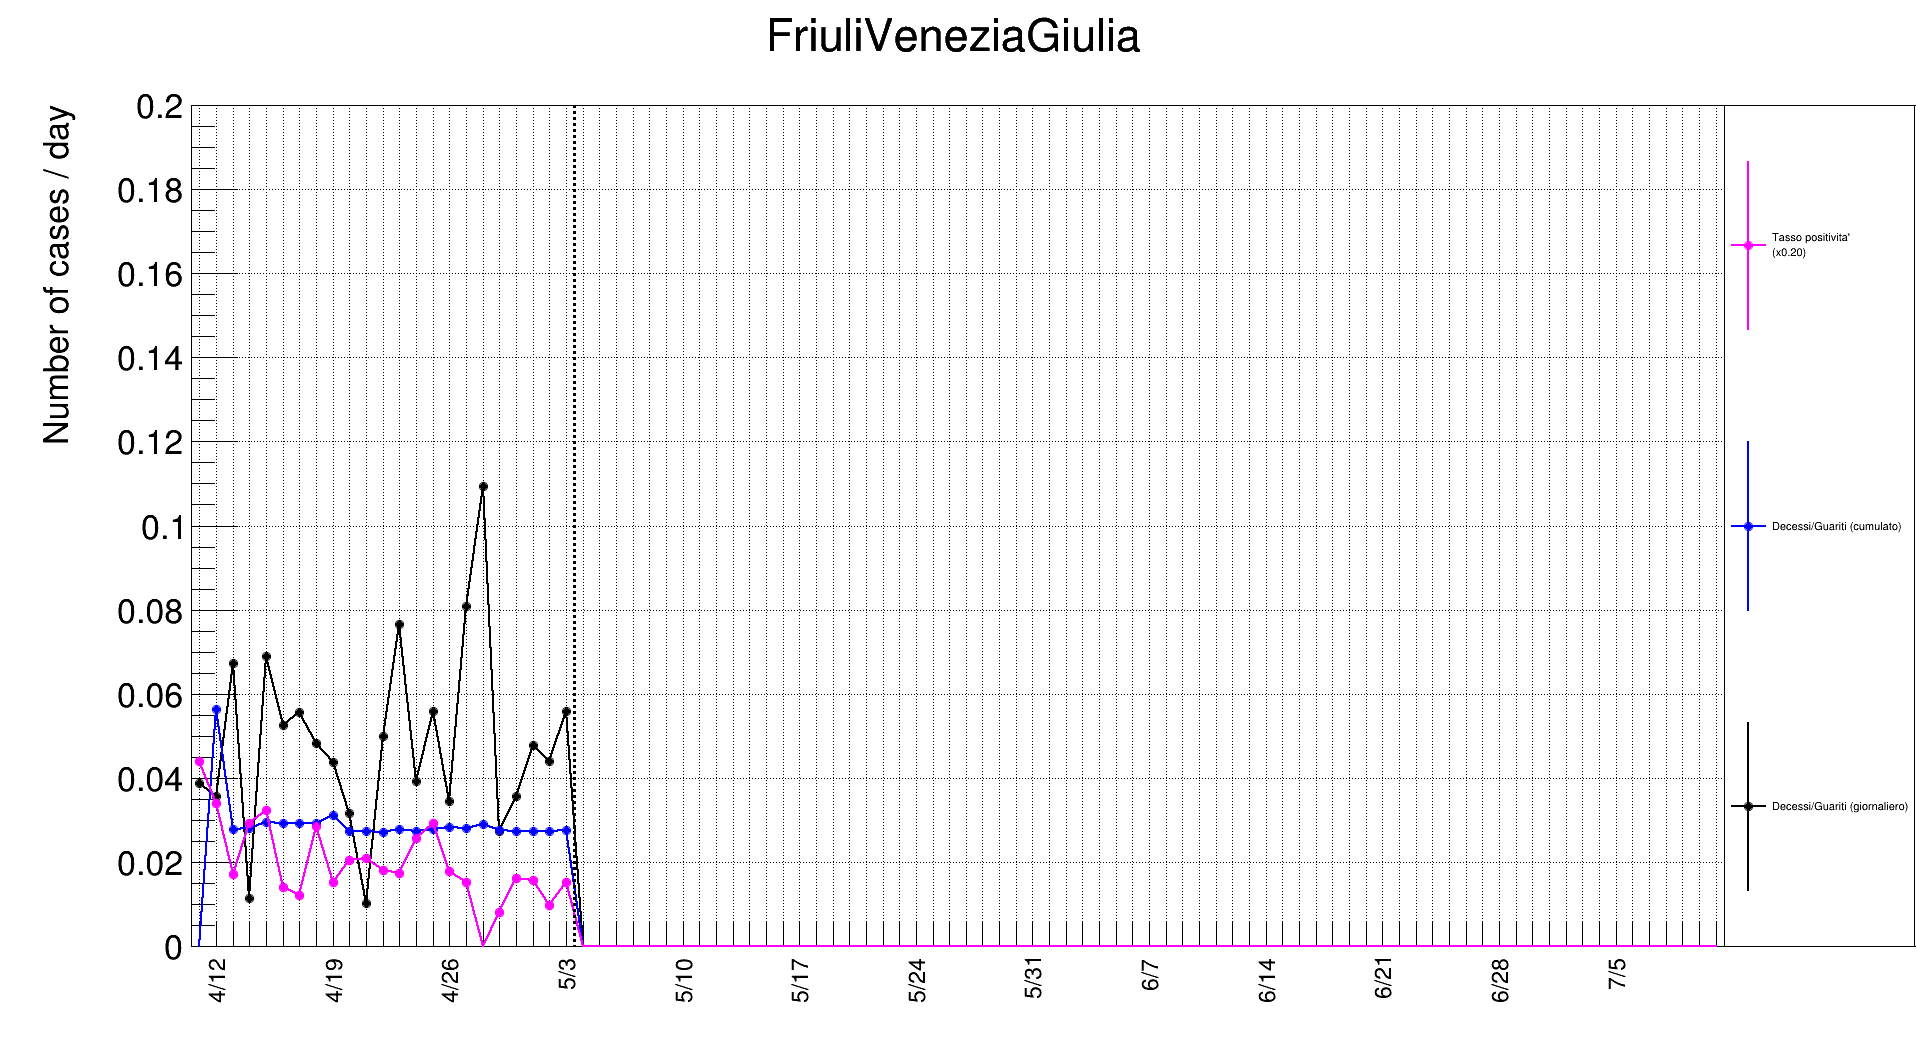 FriuliVeneziaGiulia
Number of cases / day
0.2
0.18
0.16
0.14
0.12
0.1
0.08
0.06
0.04
0.02
0
4/12 4/19 4/26 5/3 5/10 5/17 5/24 5/31 6/7 6/14 6/21 6/28 7/5
Tasso positivita'
(x0.20)
Decessi/Guariti (cumulato)
Decessi/Guariti (giornaliero)